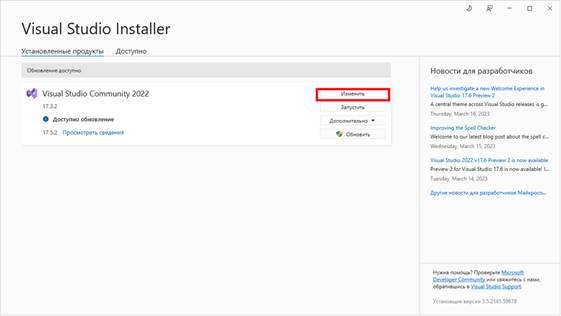 Visual Studio Installer
Установленные продукты Доступно
Обновление доступно
Visual Studio Community 2022
17.3.2
Доступно обновление
17.5.2 Просмотреть сведения
Изменить
Запустить
Дополнительно
Обновить
Новости для разработчиков
Help us investigate a new Welcome Experience in
Visual Studio 17.6 Preview 2
A central theme across Visual Studio releases is g...
Thursday, March 16, 2023
Improving the Spell Checker
Welcome to our latest blog post about the spell c...
Wednesday, March 15, 2023
Visual Studio 2022 v17.6 Preview 2 is now available
Preview 2 for Visual Studio 17.6 is now available! I...
Tuesday, March 14, 2023
Другие новости для разработчиков Майкросо...
Нужна помощь? Проверьте Microsoft
Developer Community или свяжитесь с нами,
обратившись в Visual Studio Support.
Установщик версии 3.5.2145.59878